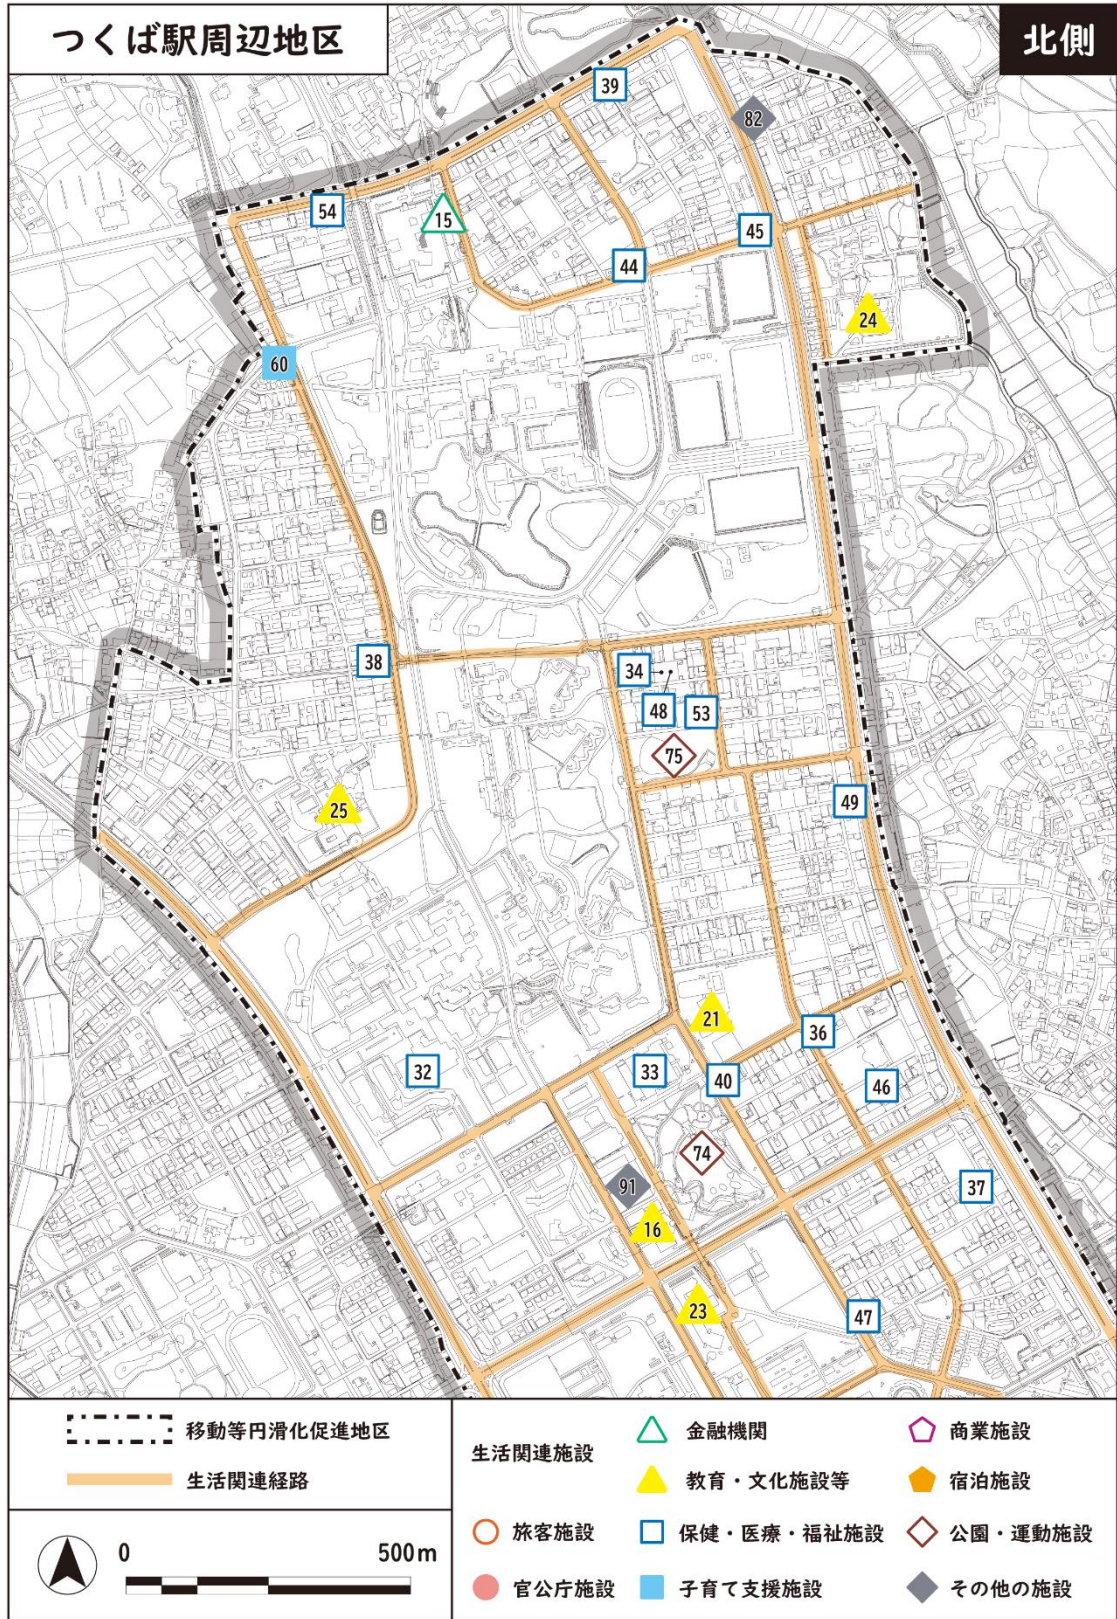 つくば駅周辺地区
北側
39
82
54
15
45
44
24
60
38
34
48
53
75
25
49
21
36
32
33
40
46
74
91
37
16
23
47
移動等円滑化促進地区
生活関連経路
0 500m
生活関連施設
金融機関
商業施設
教育・文化施設等
宿泊施設
旅客施設
保健・医療・福祉施設
公園・運動施設
官公庁施設
子育て支援施設
その他の施設